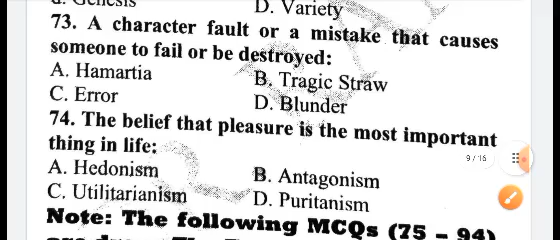 D. Variety
73. A character fault or a mistake that causes
someone to fail or be destroyed:
A. Hamartia
B. Tragic Straw
C. Error
D. Blunder
74. The belief that pleasure is the most important
thing in life:
9 / 16
A. Hedonism
B. Antagonism
C. Utilitarianism
D. Puritanism
Note: The following MCQs (75 – 94)